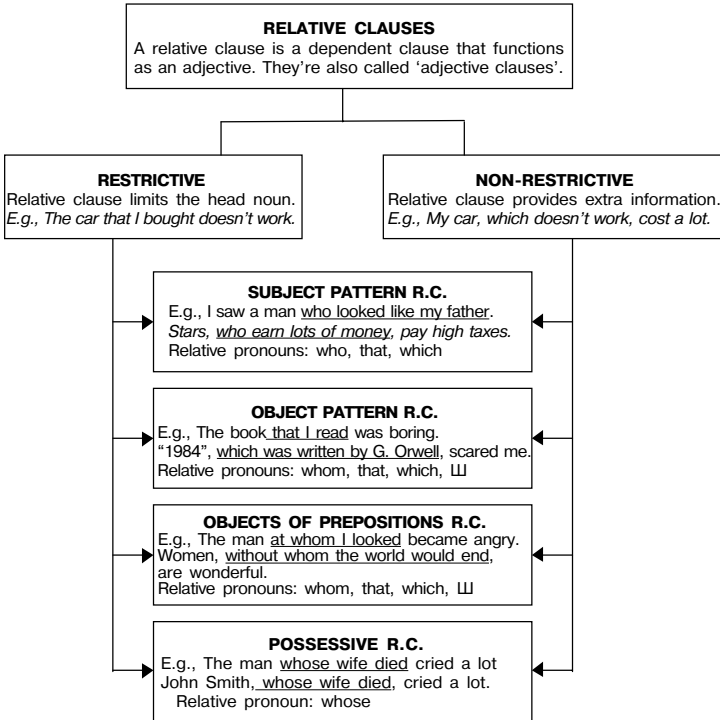 RELATIVE CLAUSES
A relative clause is a dependent clause that functions
as an adjective. They're also called ‘adjective clauses’.
RESTRICTIVE
Relative clause limits the head noun.
E.g., The car that I bought doesn't work.
NON-RESTRICTIVE
Relative clause provides extra information.
E.g., My car, which doesn't work, cost a lot.
SUBJECT PATTERN R.C.
E.g., I saw a man who looked like my father.
Stars, who earn lots of money, pay high taxes.
Relative pronouns: who, that, which
OBJECT PATTERN R.C.
E.g., The book that I read was boring.
“1984”, which was written by G. Orwell, scared me.
Relative pronouns: whom, that, which, Ш
OBJECTS OF PREPOSITIONS R.C.
E.g., The man at whom I looked became angry.
Women, without whom the world would end,
are wonderful.
Relative pronouns: whom, that, which, Ш
POSSESSIVE R.C.
E.g., The man whose wife died cried a lot
John Smith, whose wife died, cried a lot.
Relative pronoun: whose